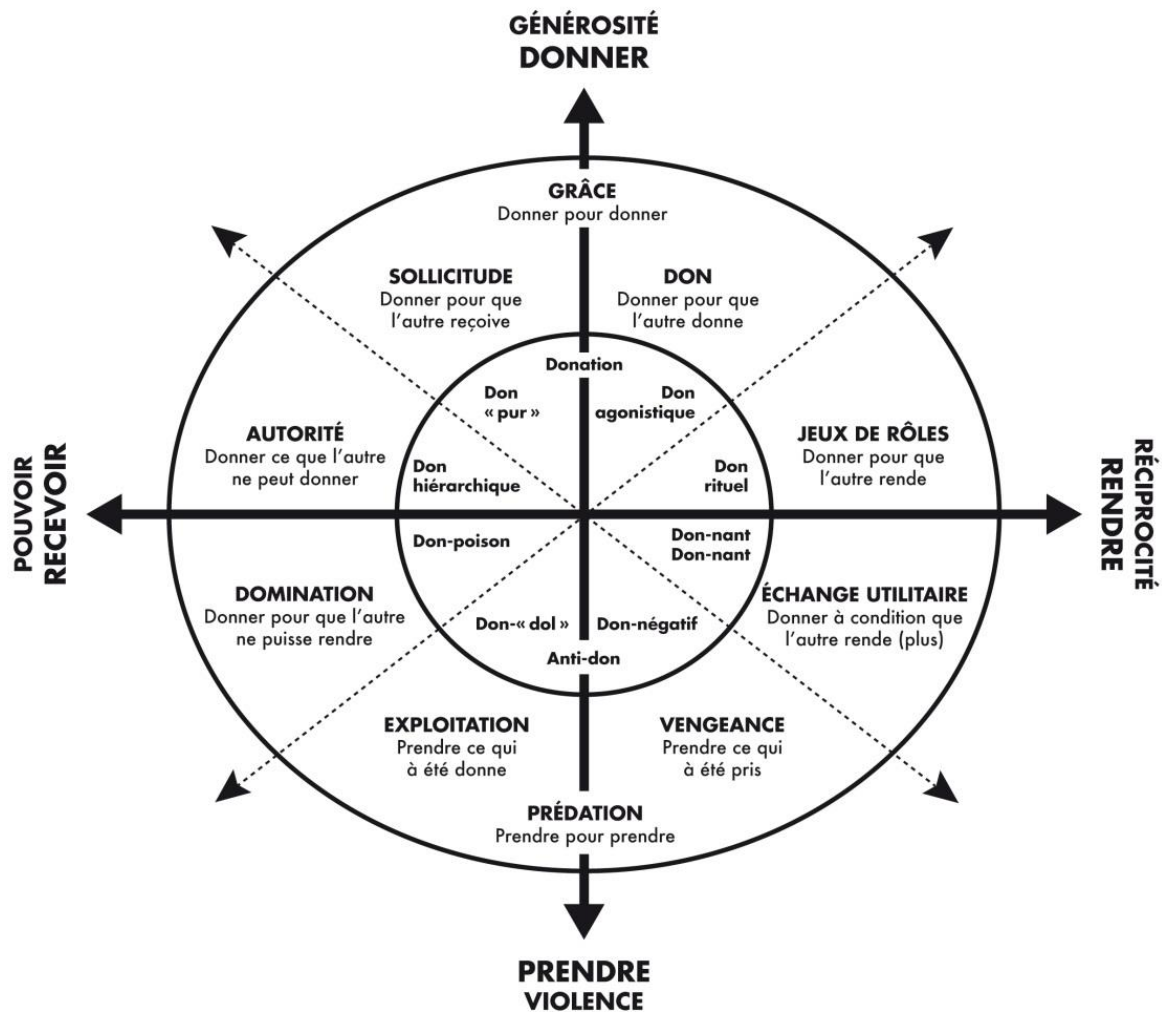 GÉNÉROSITÉ
DONNER
GRÂCE
Donner pour donner
SOLLICITUDE
Donner pour que
l'autre reçoive
DON
Donner pour que
l'autre donne
Donation
Don
« pur »
Don
agonistique
AUTORITÉ
Donner ce que l'autre
ne peut donner
Don
hiérarchique
Don
rituel
JEUX DE RÔLES
Donner pour que
l'autre rende
POUVOIR
RECEVOIR
RÉCIPROCITÉ
RENDRE
Don-poison
Don-nant
Don-nant
DOMINATION
Donner pour que l'autre
ne puisse rendre
ÉCHANGE UTILITAIRE
Donner à condition que
l'autre rende (plus)
Don-« dol »
Don-négatif
Anti-don
EXPLOITATION
Prendre ce qui
à été donne
VENGEANCE
Prendre ce qui
à été pris
PRÉDATION
Prendre pour prendre
PRENDRE
VIOLENCE